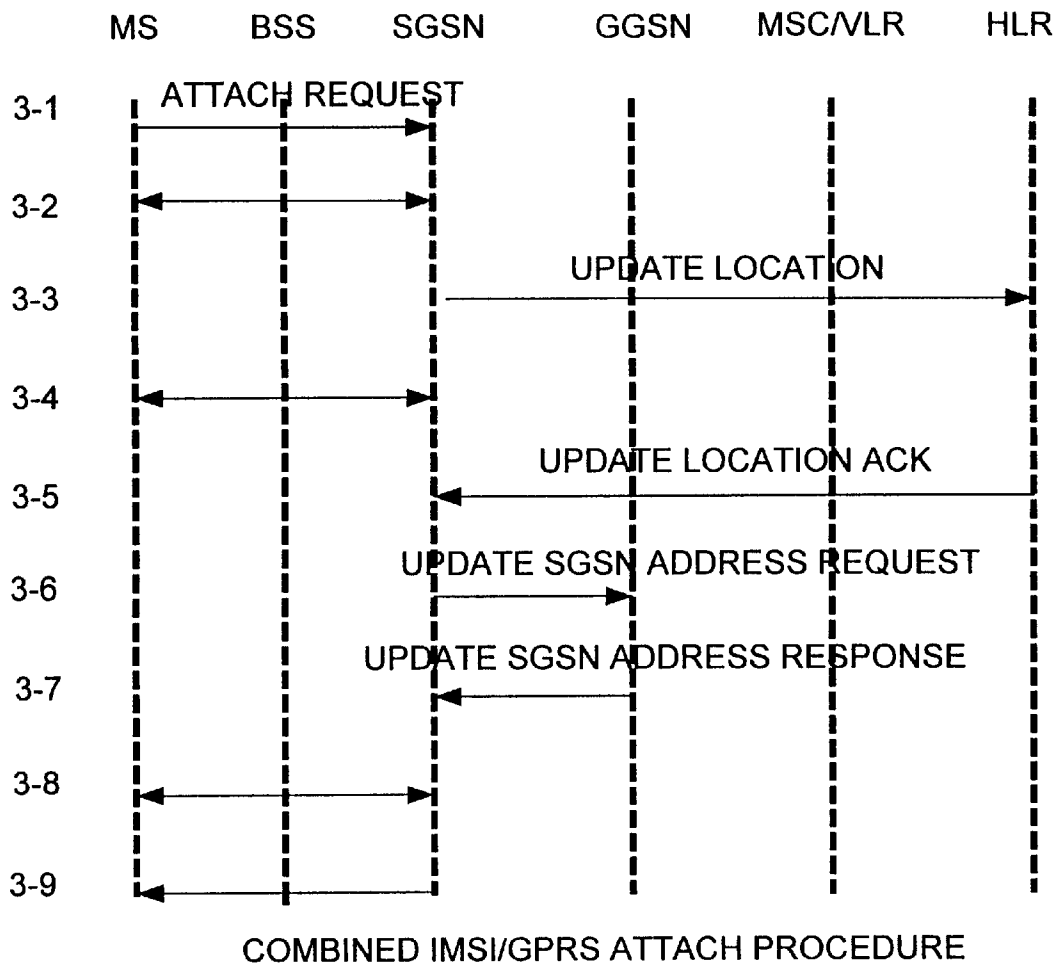 MS BSS SGSN GGSN MSC/VLR HLR
ATTACH REQUEST
3-1
3-2
UPDATE LOCATION
3-3
3-4
UPDATE LOCATION ACK
3-5
UPDATE SGSN ADDRESS REQUEST
3-6
UPDATE SGSN ADDRESS RESPONSE
3-7
3-8
3-9
COMBINED IMSI/GPRS ATTACH PROCEDURE